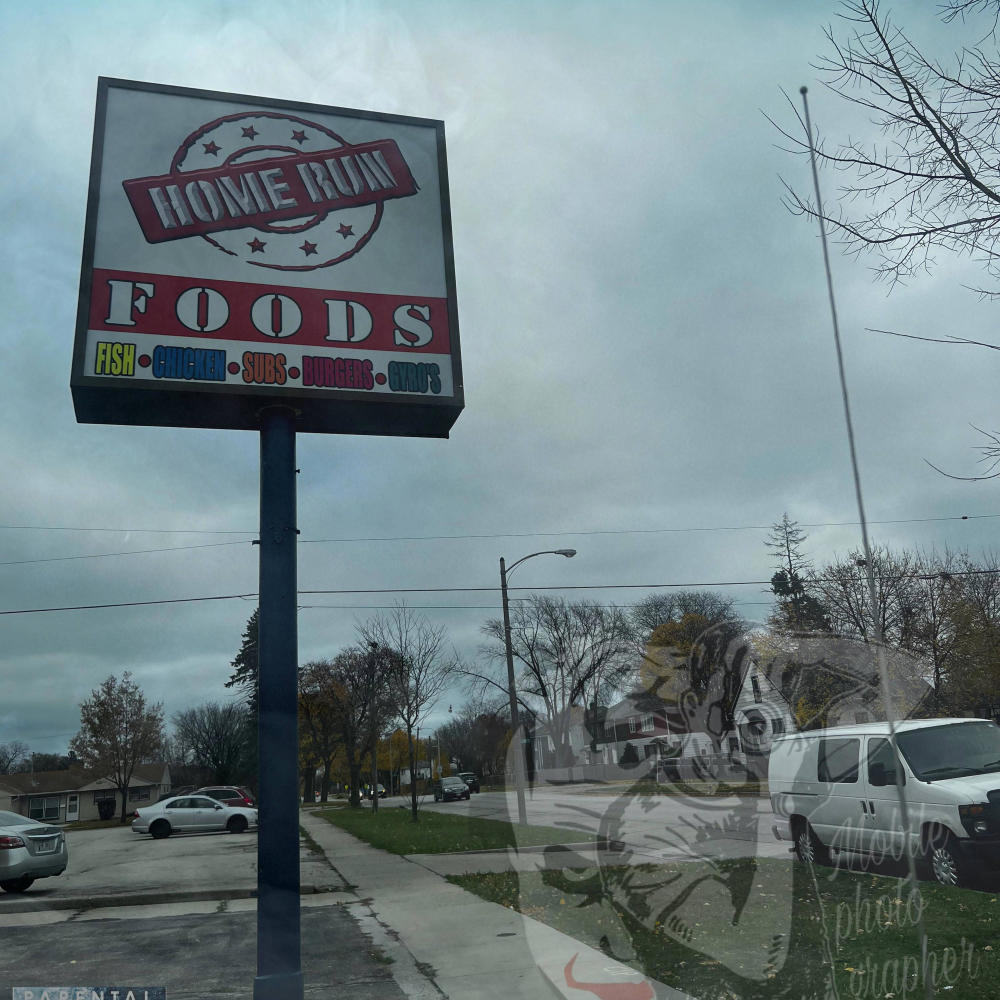 HOME RUN
FOODS
FISH • CHICKEN • SUBS • BURGERS • GYRO'S
Mobile
photo
grapher
PARENTAL